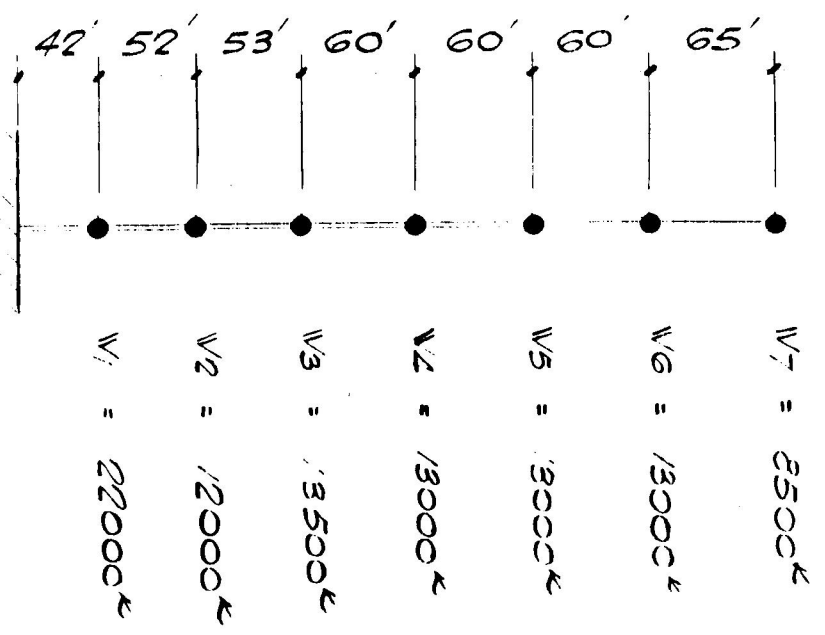 42' 52' 53' 60' 60' 60' 65'
W1 = 22000K
W2 = 12000K
W3 = 13500K
W4 = 13000K
W5 = 13000K
W6 = 13000K
W7 = 8500K